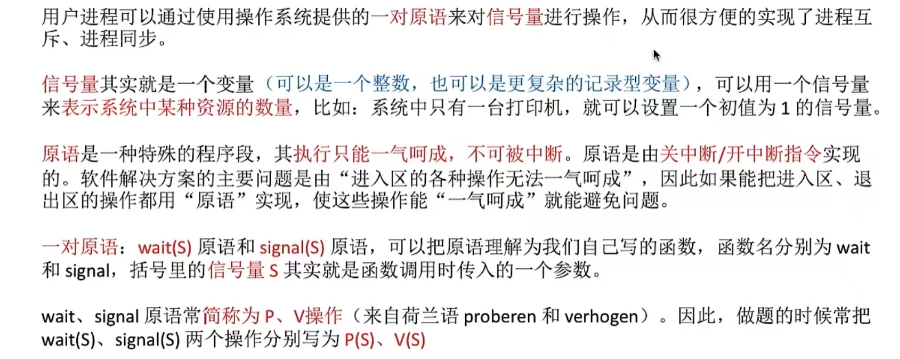 用户进程可以通过使用操作系统提供的一对原语来对信号量进行操作，从而很方便的实现了进程互
斥、进程同步。
信号量其实就是一个变量（可以是一个整数，也可以是更复杂的记录型变量），可以用一个信号量
来表示系统中某种资源的数量，比如：系统中只有一台打印机，就可以设置一个初值为 1 的信号量。
原语是一种特殊的程序段，其执行只能一气呵成，不可被中断。原语是由关中断/开中断指令实现
的。软件解决方案的主要问题是由“进入区的各种操作无法一气呵成”，因此如果能把进入区、退
出区的操作都用“原语”实现，使这些操作能“一气呵成”就能避免问题。
一对原语：wait(S) 原语和 signal(S) 原语，可以把原语理解为我们自己写的函数，函数名分别为 wait
和 signal，括号里的信号量 S 其实就是函数调用时传入的一个参数。
wait、signal 原语常简称为 P、V操作（来自荷兰语 proberen 和 verhogen）。因此，做题的时候常把
wait(S)、signal(S) 两个操作分别写为 P(S)、V(S)